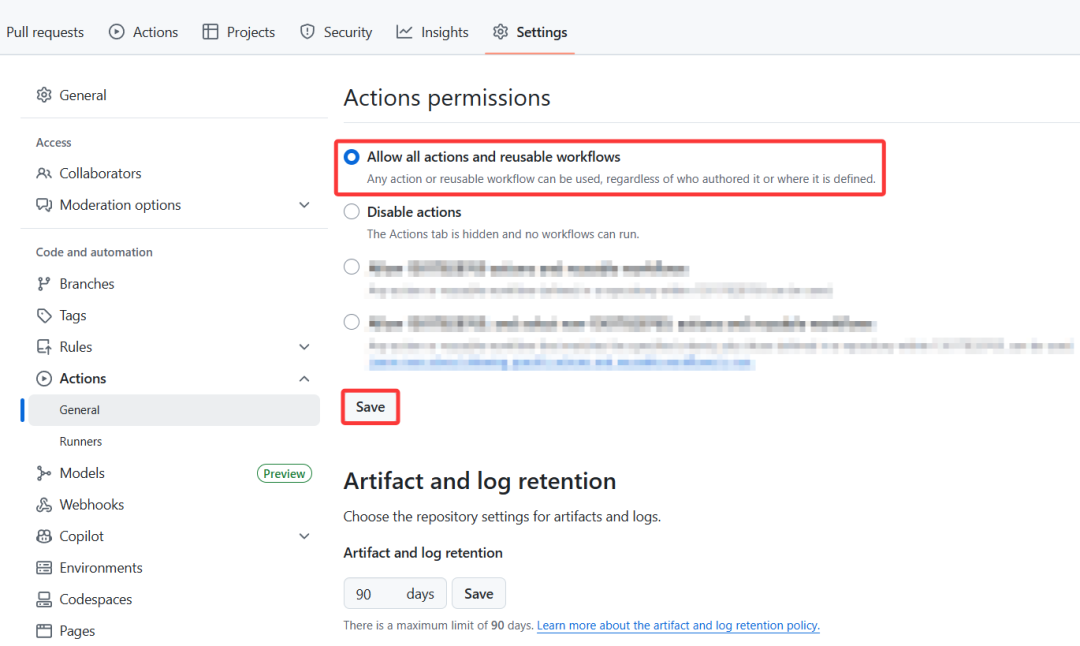 Pull requests
Actions
Projects
Security
Insights
Settings
General
Access
Collaborators
Moderation options
Code and automation
Branches
Tags
Rules
Actions
General
Runners
Models
Preview
Webhooks
Copilot
Environments
Codespaces
Pages
Actions permissions
Allow all actions and reusable workflows
Any action or reusable workflow can be used, regardless of who authored it or where it is defined.
Disable actions
The Actions tab is hidden and no workflows can run.
Save
Artifact and log retention
Choose the repository settings for artifacts and logs.
Artifact and log retention
90 days
Save
There is a maximum limit of 90 days. Learn more about the artifact and log retention policy.